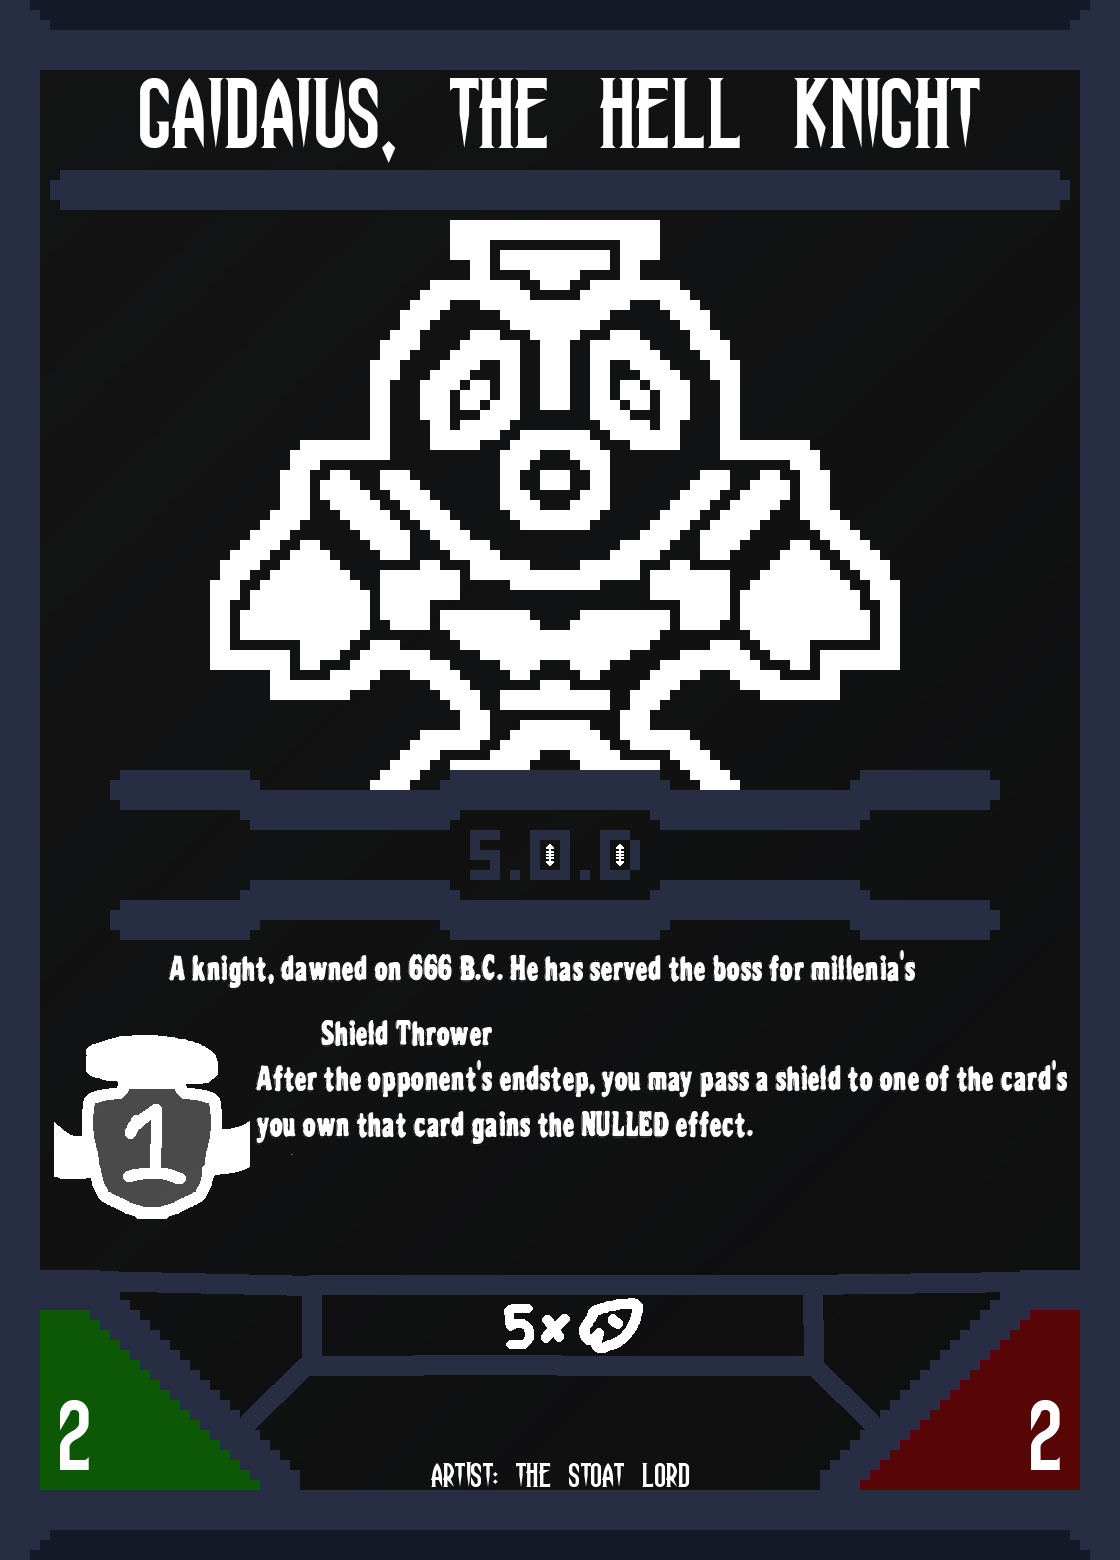 GAIDAIUS, THE HELL KNIGHT
S.O.D
A knight, dawned on 666 B.C. He has served the boss for millenia's
Shield Thrower
After the opponent's endstep, you may pass a shield to one of the card's
you own that card gains the NULLED effect.
1
5x
2
2
ARTIST: THE STOAT LORD